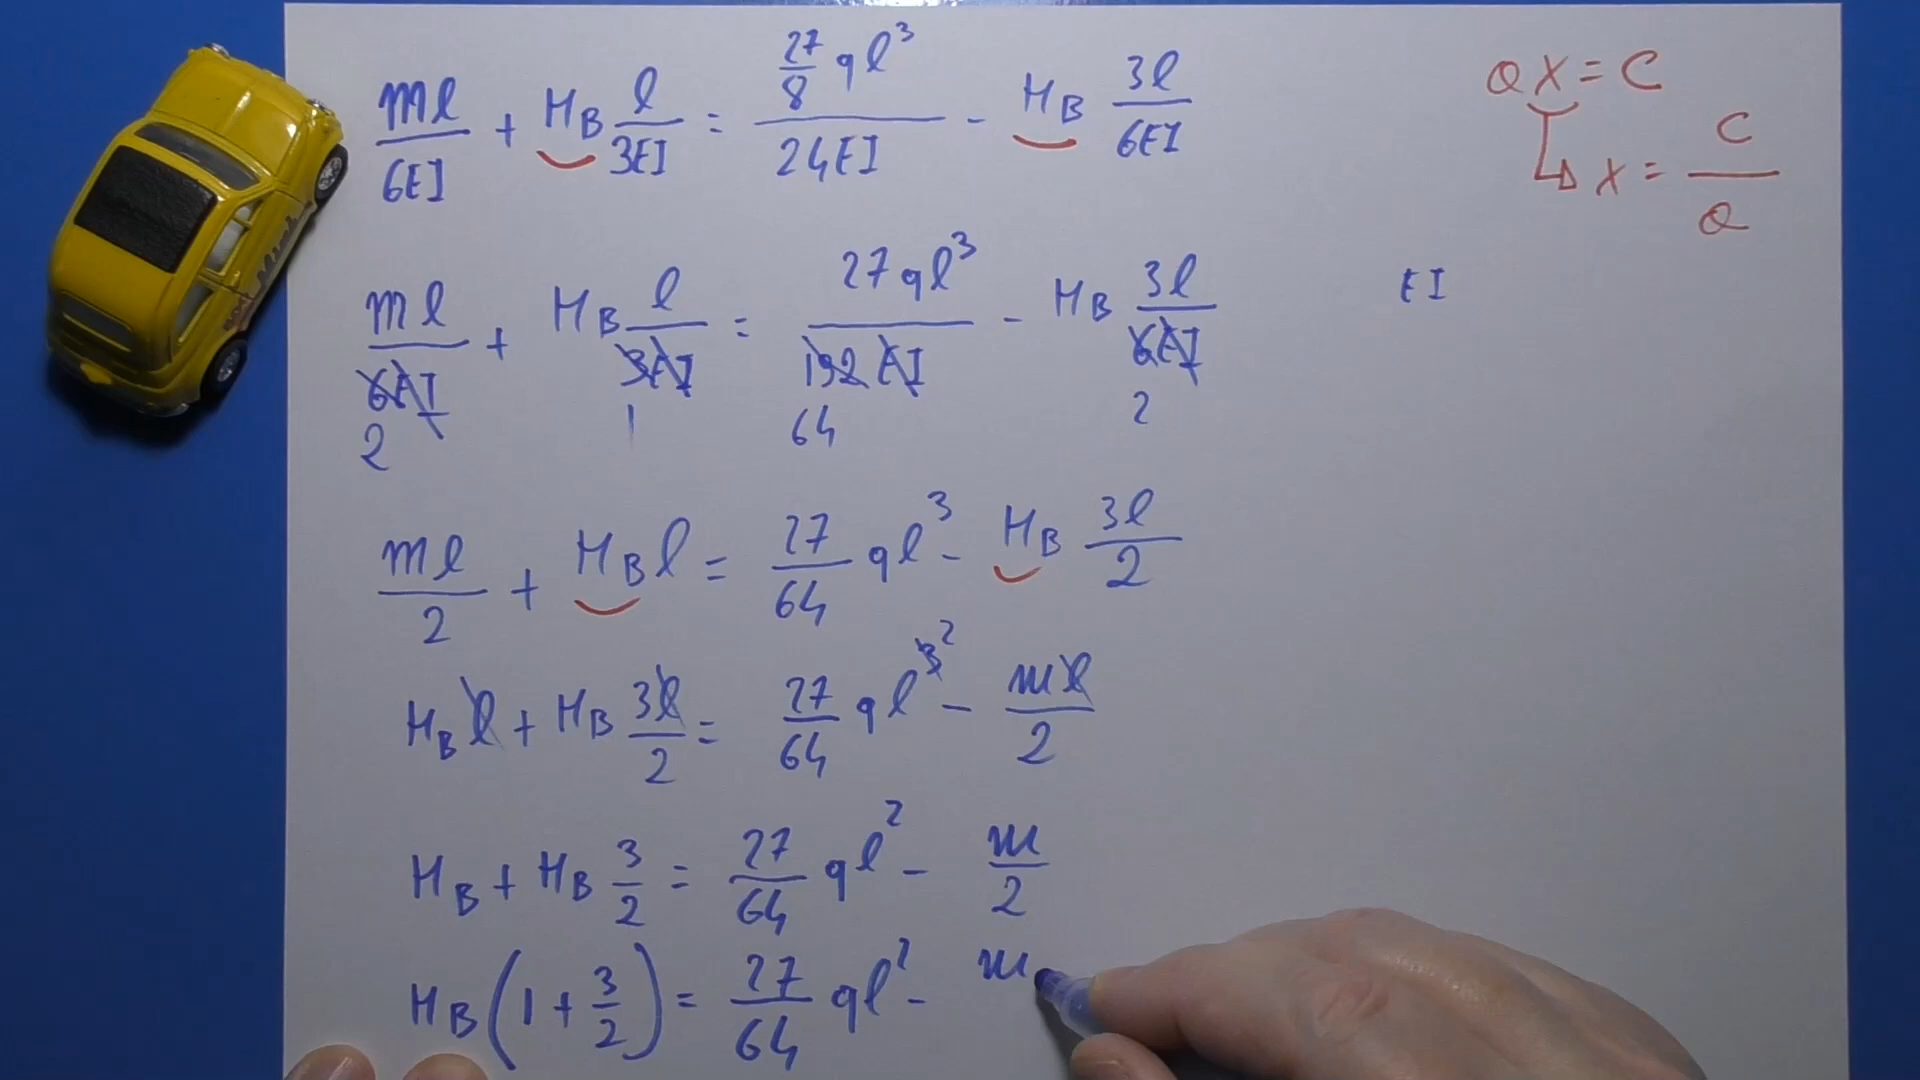 ml/6EI + M_B l/3EI = 27/8 ql³/24EI - M_B 3l/6EI
ax = c
x = c/a
ml/6EI + M_B l/3EI = 27ql³/192EI - M_B 3l/6EI
EI
2 1 64 2
ml/2 + M_B l = 27/64 ql³ - M_B 3l/2
M_B l + M_B 3l/2 = 27/64 ql³ ² - ml/2
M_B + M_B 3/2 = 27/64 ql² - m/2
M_B (1 + 3/2) = 27/64 ql² - m